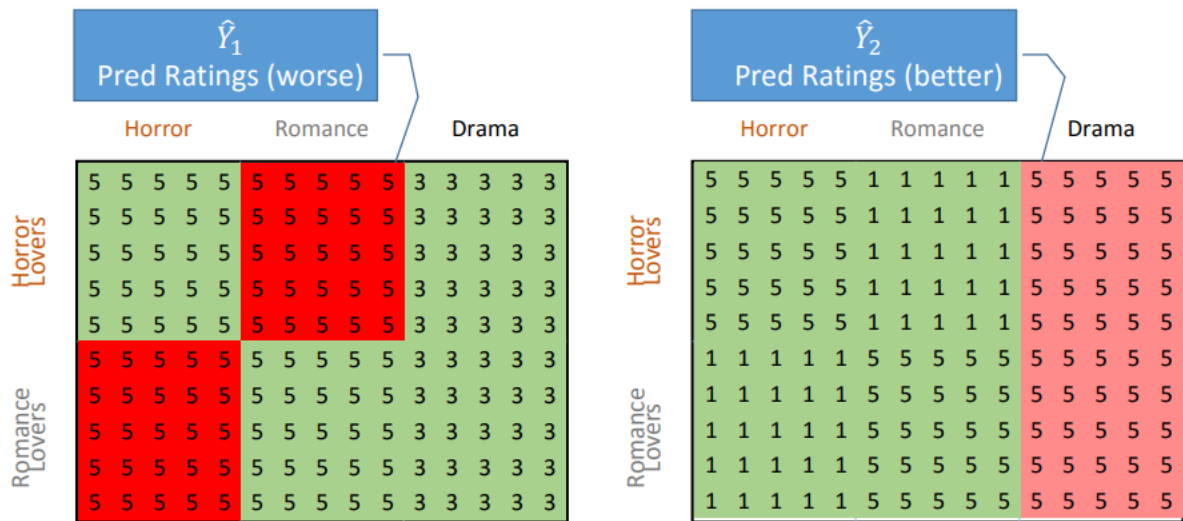 Ŷ₁
Pred Ratings (worse)
Horror Romance Drama
Horror
Lovers
5 5 5 5 5 5 5 5 5 5 3 3 3 3 3
5 5 5 5 5 5 5 5 5 5 3 3 3 3 3
5 5 5 5 5 5 5 5 5 5 3 3 3 3 3
5 5 5 5 5 5 5 5 5 5 3 3 3 3 3
5 5 5 5 5 5 5 5 5 5 3 3 3 3 3
Romance
Lovers
5 5 5 5 5 5 5 5 5 5 3 3 3 3 3
5 5 5 5 5 5 5 5 5 5 3 3 3 3 3
5 5 5 5 5 5 5 5 5 5 3 3 3 3 3
5 5 5 5 5 5 5 5 5 5 3 3 3 3 3
5 5 5 5 5 5 5 5 5 5 3 3 3 3 3
Ŷ₂
Pred Ratings (better)
Horror Romance Drama
Horror
Lovers
5 5 5 5 5 1 1 1 1 1 5 5 5 5 5
5 5 5 5 5 1 1 1 1 1 5 5 5 5 5
5 5 5 5 5 1 1 1 1 1 5 5 5 5 5
5 5 5 5 5 1 1 1 1 1 5 5 5 5 5
5 5 5 5 5 1 1 1 1 1 5 5 5 5 5
Romance
Lovers
1 1 1 1 1 5 5 5 5 5 5 5 5 5 5
1 1 1 1 1 5 5 5 5 5 5 5 5 5 5
1 1 1 1 1 5 5 5 5 5 5 5 5 5 5
1 1 1 1 1 5 5 5 5 5 5 5 5 5 5
1 1 1 1 1 5 5 5 5 5 5 5 5 5 5